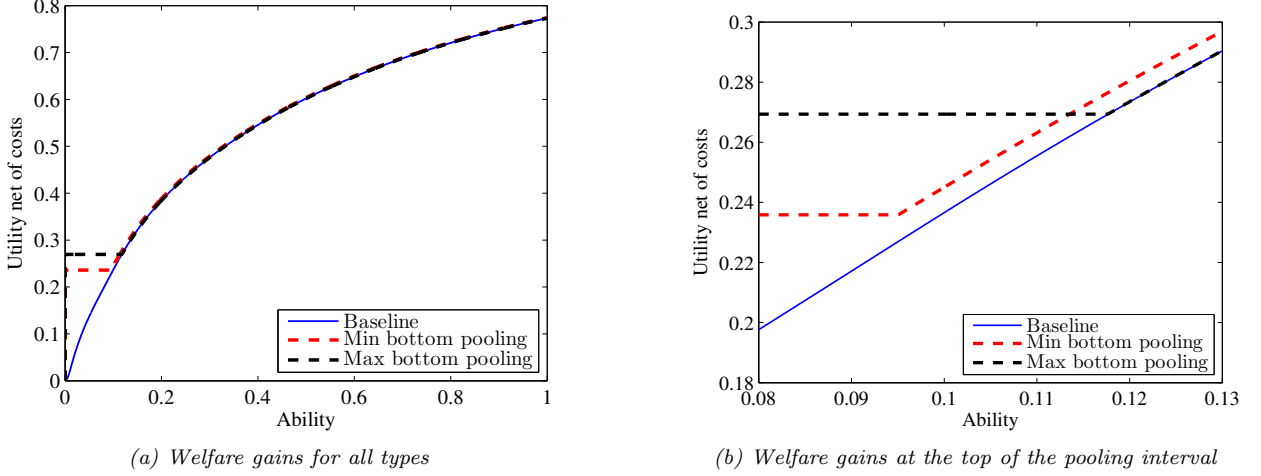 0.8
0.7
0.6
0.5
0.4
0.3
0.2
0.1
0
Utility net of costs
0 0.2 0.4 0.6 0.8 1
Ability
Baseline
Min bottom pooling
Max bottom pooling
(a) Welfare gains for all types
0.3
0.28
0.26
0.24
0.22
0.2
0.18
Utility net of costs
0.08 0.09 0.1 0.11 0.12 0.13
Ability
Baseline
Min bottom pooling
Max bottom pooling
(b) Welfare gains at the top of the pooling interval